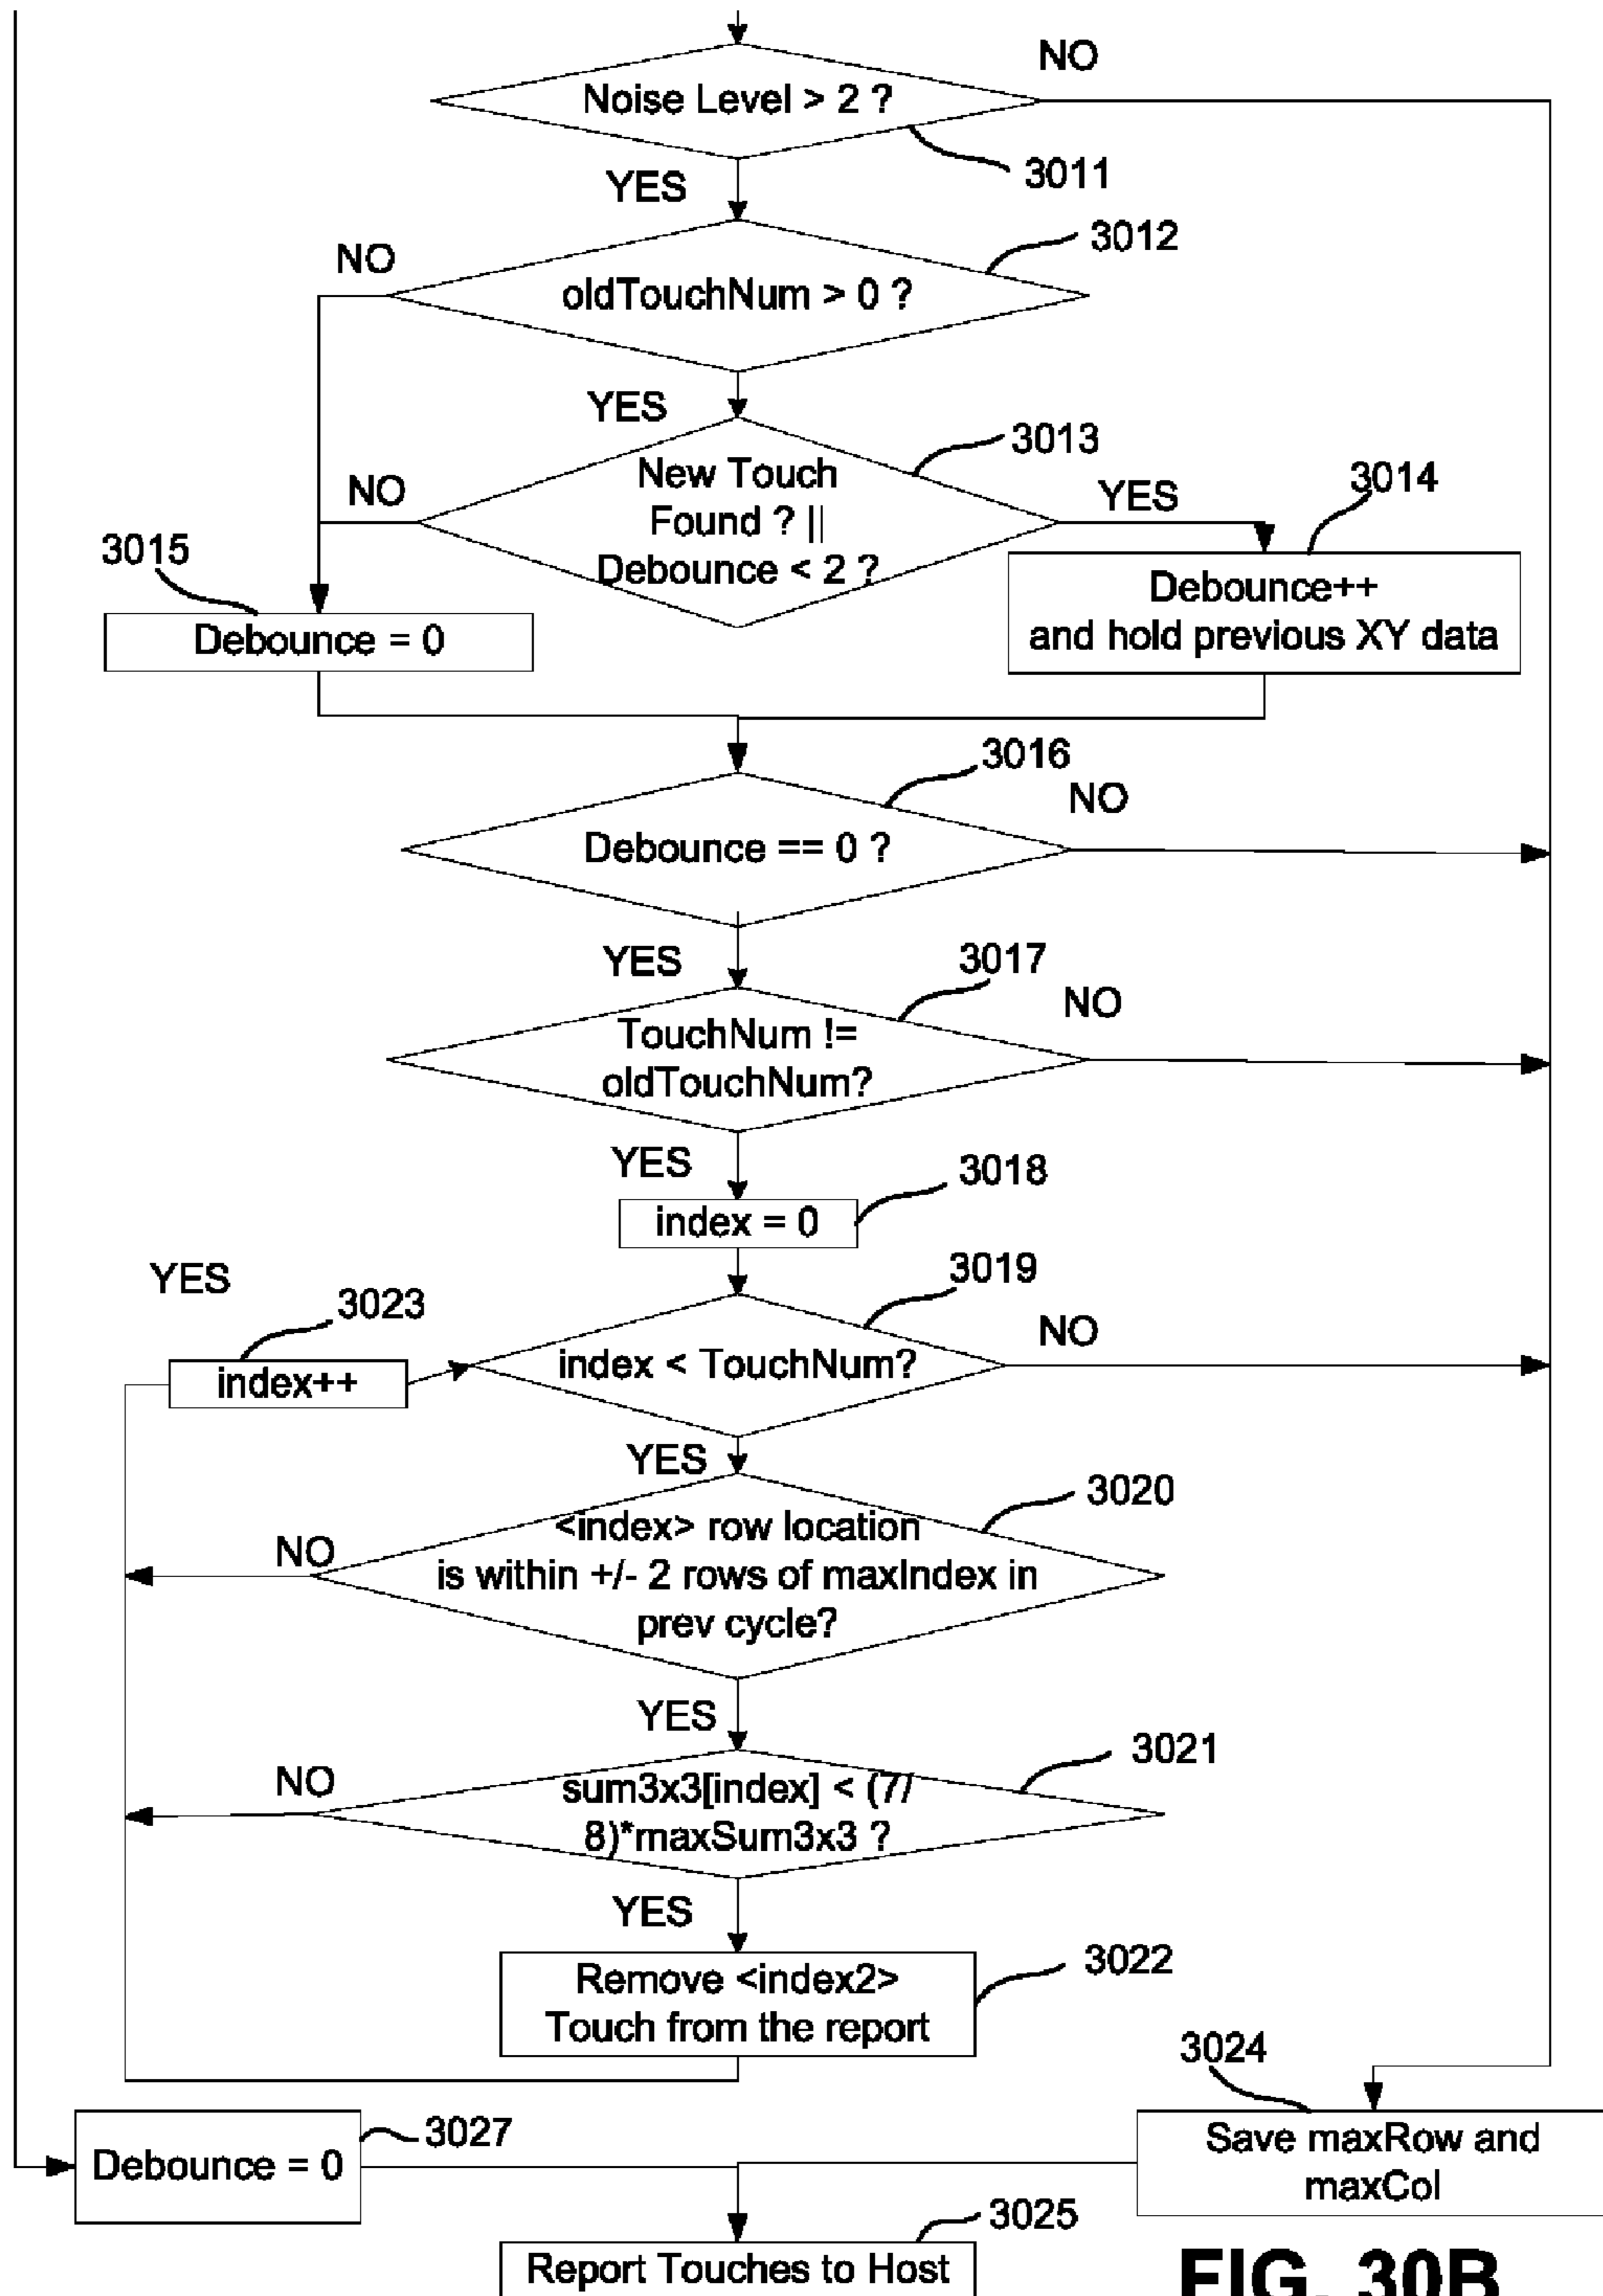 NO
Noise Level > 2 ?
3011
YES
3012
NO
oldTouchNum > 0 ?
YES
3013
New Touch
Found ? ||
Debounce < 2 ?
NO
YES
3014
3015
Debounce++
and hold previous XY data
Debounce = 0
3016
NO
Debounce == 0 ?
YES
3017
NO
TouchNum !=
oldTouchNum?
YES
3018
index = 0
3019
YES
3023
NO
index < TouchNum?
index++
YES
3020
<index> row location
is within +/- 2 rows of maxIndex in
prev cycle?
NO
YES
3021
NO
sum3x3[index] < (7/
8)*maxSum3x3 ?
YES
3022
Remove <index2>
Touch from the report
3024
3027
Debounce = 0
Save maxRow and
maxCol
3025
Report Touches to Host
FIG. 30B